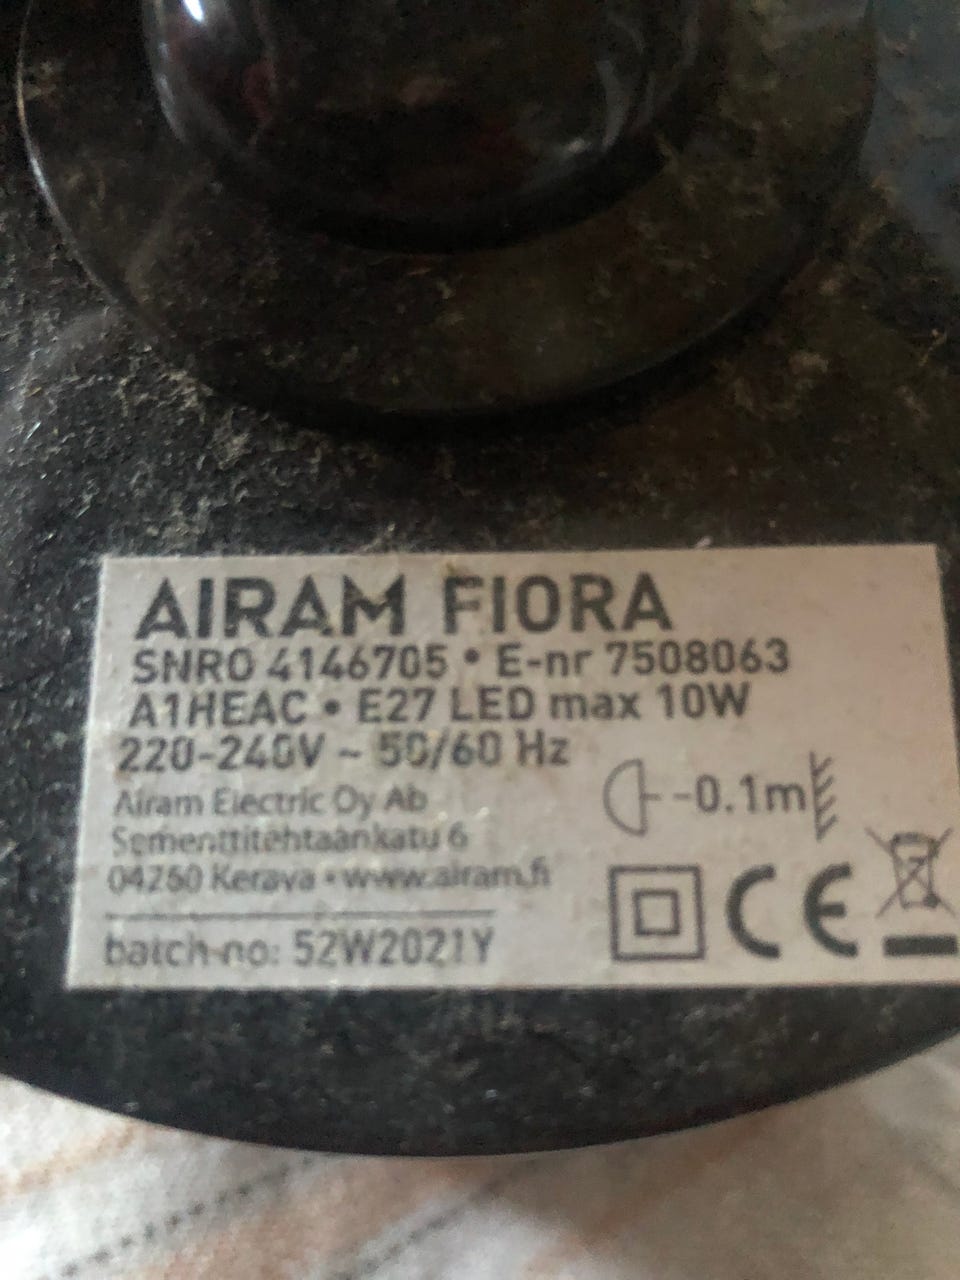 AIRAM FIORA
SNRO 4146705 • E-nr 7508063
A1HEAC • E27 LED max 10W
220-240V ~ 50/60 Hz
-0.1m
Airam Electric Oy Ab
Sementtitehtaankatu 6
04260 Kerava • www.airam.fi
CE
batch-no: 52W2021Y